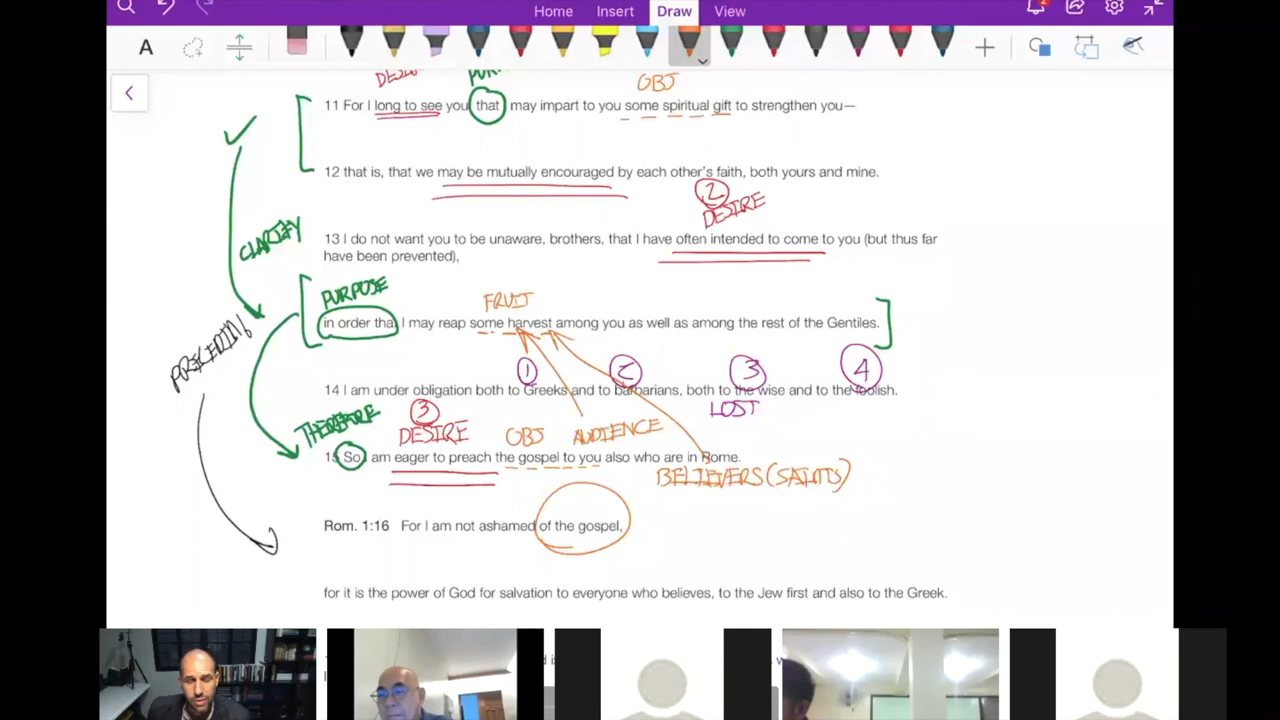 Home Insert Draw View
2
A
DESIRE
OBJ
11 For I long to see you that I may impart to you some spiritual gift to strengthen you—
12 that is, that we may be mutually encouraged by each other's faith, both yours and mine.
2
DESIRE
CLARIFY
13 I do not want you to be unaware, brothers, that I have often intended to come to you (but thus far
have been prevented),
PURPOSE
FRUIT
in order that I may reap some harvest among you as well as among the rest of the Gentiles.
PRECEDING
1 2 3 4
14 I am under obligation both to Greeks and to barbarians, both to the wise and to the foolish.
LOST
THEREFORE
3
DESIRE OBJ AUDIENCE
15 So I am eager to preach the gospel to you also who are in Rome.
BELIEVERS (SAINTS)
Rom. 1:16 For I am not ashamed of the gospel,
for it is the power of God for salvation to everyone who believes, to the Jew first and also to the Greek.